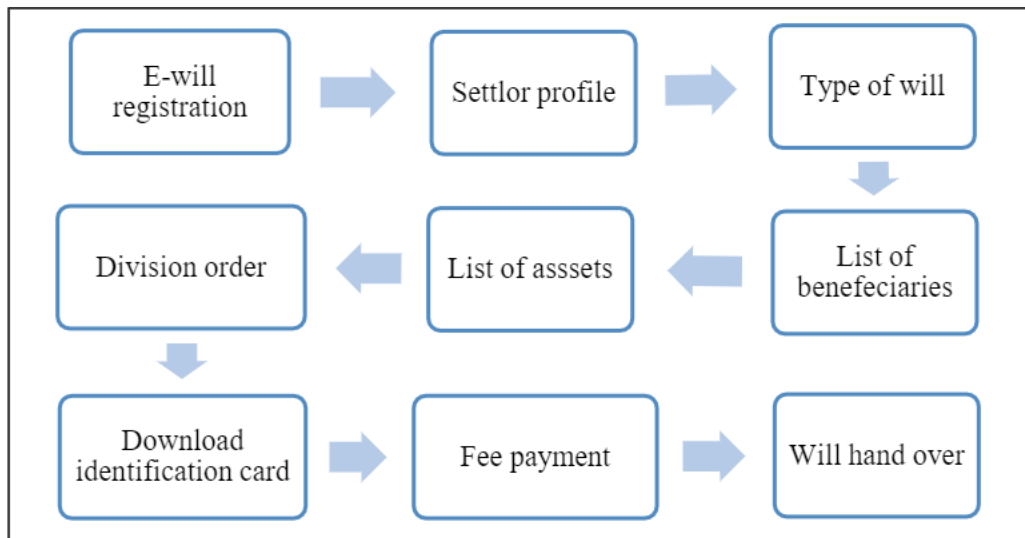 E-will
registration
Settlor profile
Type of will
Division order
List of asssets
List of
benefeciaries
Download
identification card
Fee payment
Will hand over